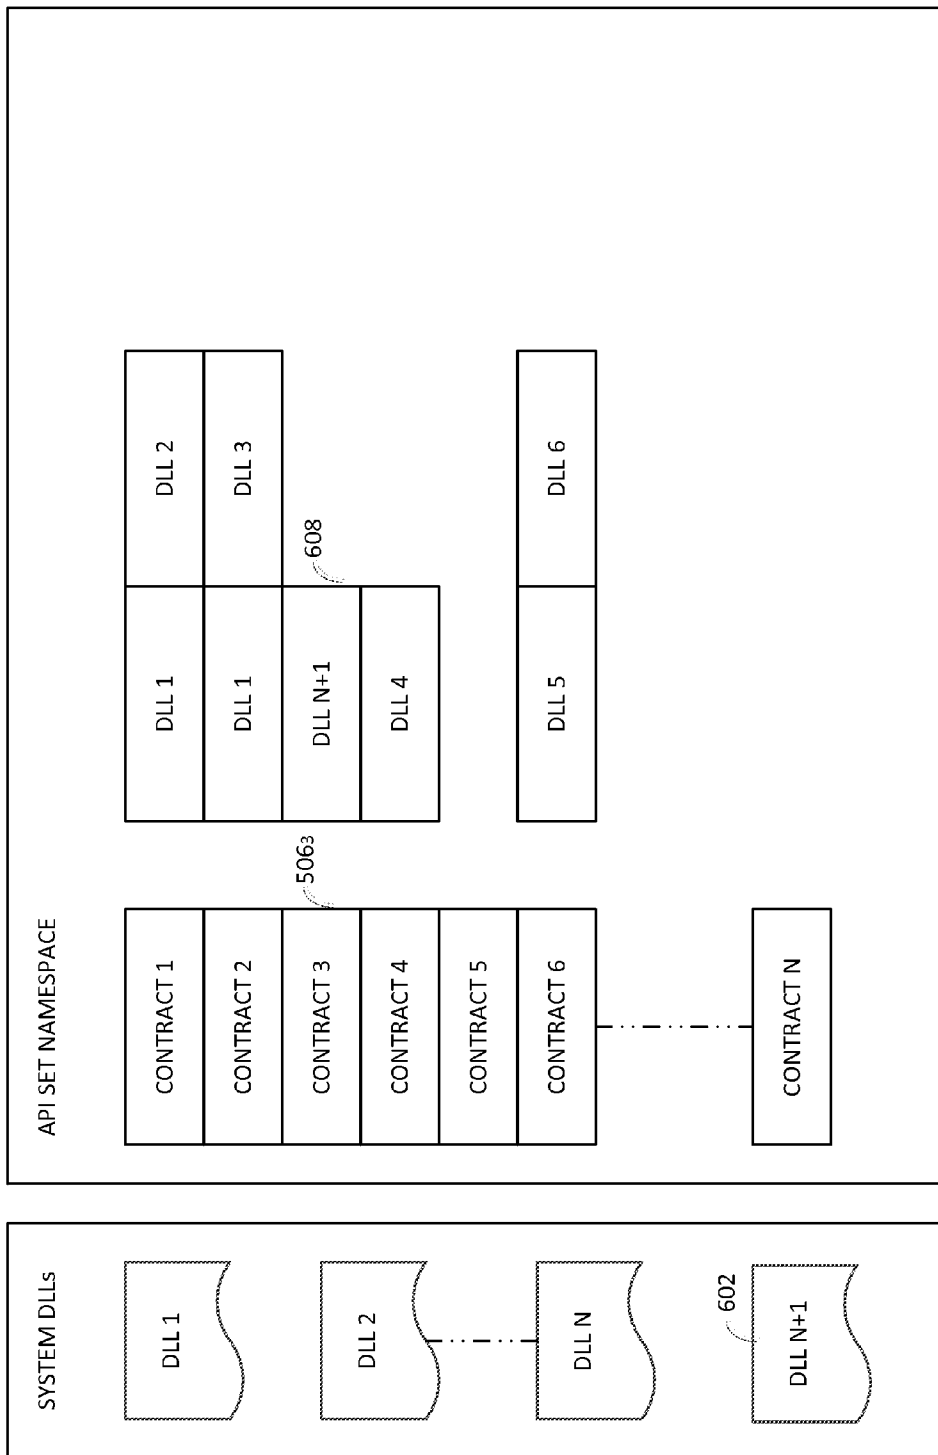 SYSTEM DLLs
DLL 1
DLL 2
DLL N
602
DLL N+1
API SET NAMESPACE
CONTRACT 1
DLL 1
DLL 2
CONTRACT 2
DLL 1
DLL 3
506₃
608
CONTRACT 3
DLL N+1
CONTRACT 4
DLL 4
CONTRACT 5
CONTRACT 6
DLL 5
DLL 6
CONTRACT N